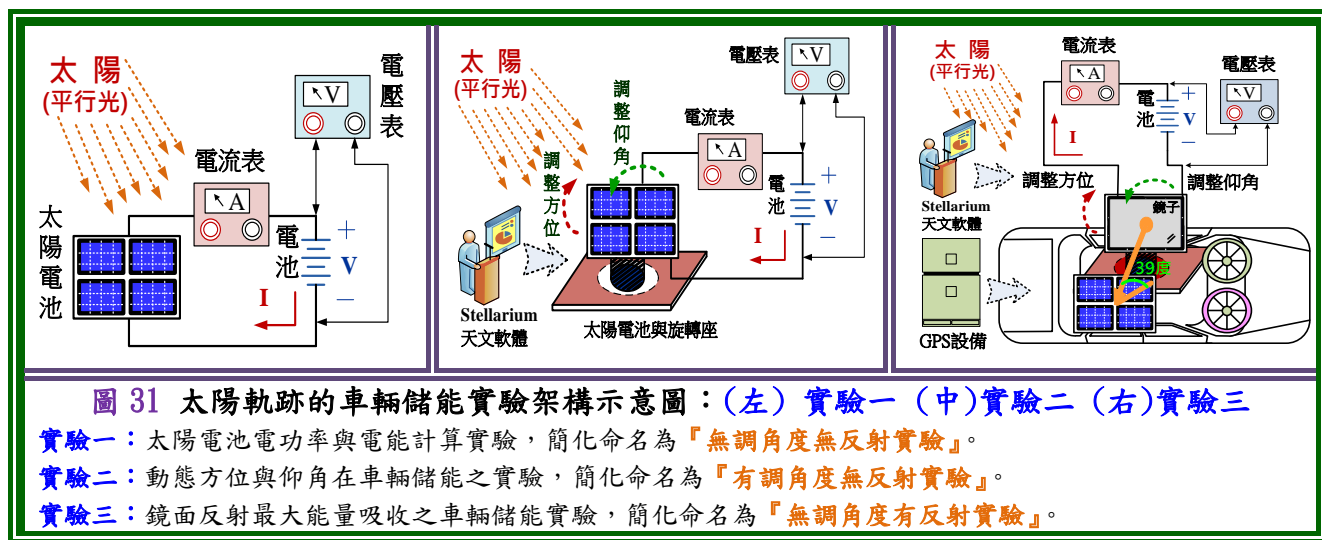 太 陽
(平行光)
電壓表
V
電流表
A
太陽電池
電池
+
V
−
I
太 陽
(平行光)
電壓表
V
調整仰角
電流表
A
調整方位
電池
+
V
−
I
Stellarium
天文軟體
太陽電池與旋轉座
太 陽
(平行光)
電流表
A
電壓表
V
電池
+
V
−
I
調整方位
調整仰角
Stellarium
天文軟體
鏡子
39度
GPS設備
圖 31 太陽軌跡的車輛儲能實驗架構示意圖：(左) 實驗一 (中)實驗二 (右)實驗三
實驗一：太陽電池電功率與電能計算實驗，簡化命名為『無調角度無反射實驗』。
實驗二：動態方位與仰角在車輛儲能之實驗，簡化命名為『有調角度無反射實驗』。
實驗三：鏡面反射最大能量吸收之車輛儲能實驗，簡化命名為『無調角度有反射實驗』。